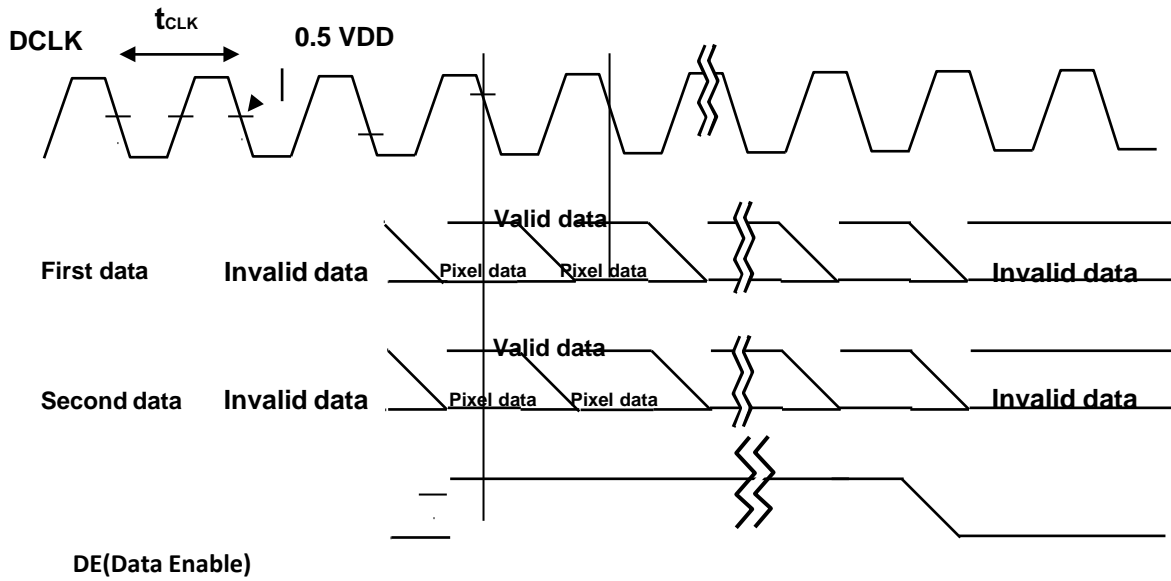 tCLK
DCLK
0.5 VDD
Valid data
First data Invalid data Pixel data Pixel data Invalid data
Valid data
Second data Invalid data Pixel data Pixel data Invalid data
DE(Data Enable)